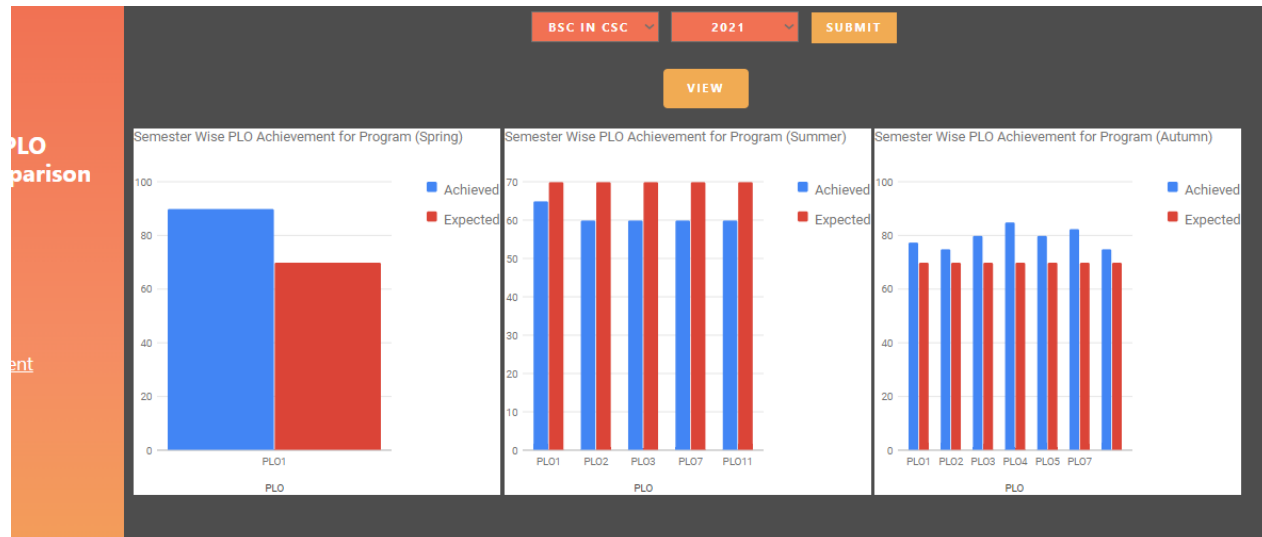 BSC IN CSC 2021 SUBMIT
VIEW
PLO
parison
ent
Semester Wise PLO Achievement for Program (Spring)
100
80
60
40
20
0
Achieved
Expected
PLO1
PLO
Semester Wise PLO Achievement for Program (Summer)
70
60
50
40
30
20
10
0
Achieved
Expected
PLO1 PLO2 PLO3 PLO7 PLO11
PLO
Semester Wise PLO Achievement for Program (Autumn)
100
80
60
40
20
0
Achieved
Expected
PLO1 PLO2 PLO3 PLO4 PLO5 PLO7
PLO